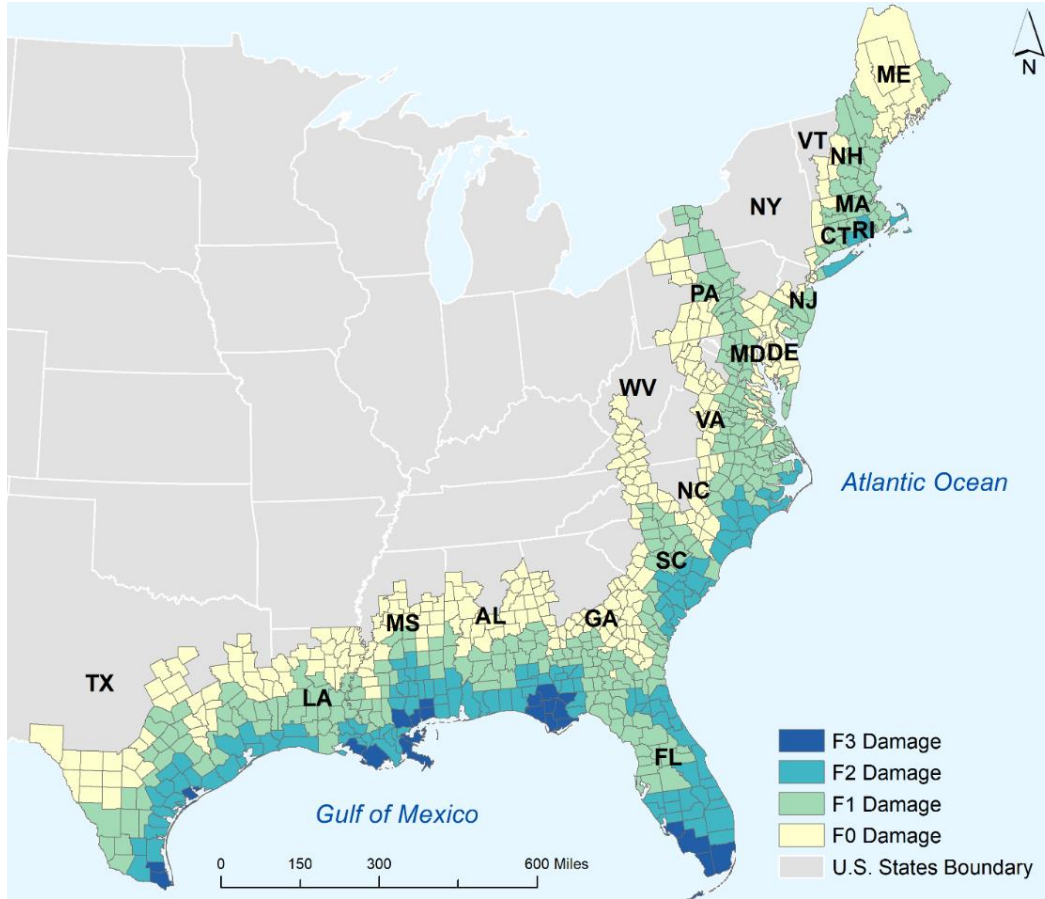 N
ME
VT
NH
NY
MA
CT
RI
PA
NJ
MD
DE
WV
VA
Atlantic Ocean
NC
SC
MS
AL
GA
TX
LA
FL
Gulf of Mexico
0 150 300 600 Miles
F3 Damage
F2 Damage
F1 Damage
F0 Damage
U.S. States Boundary